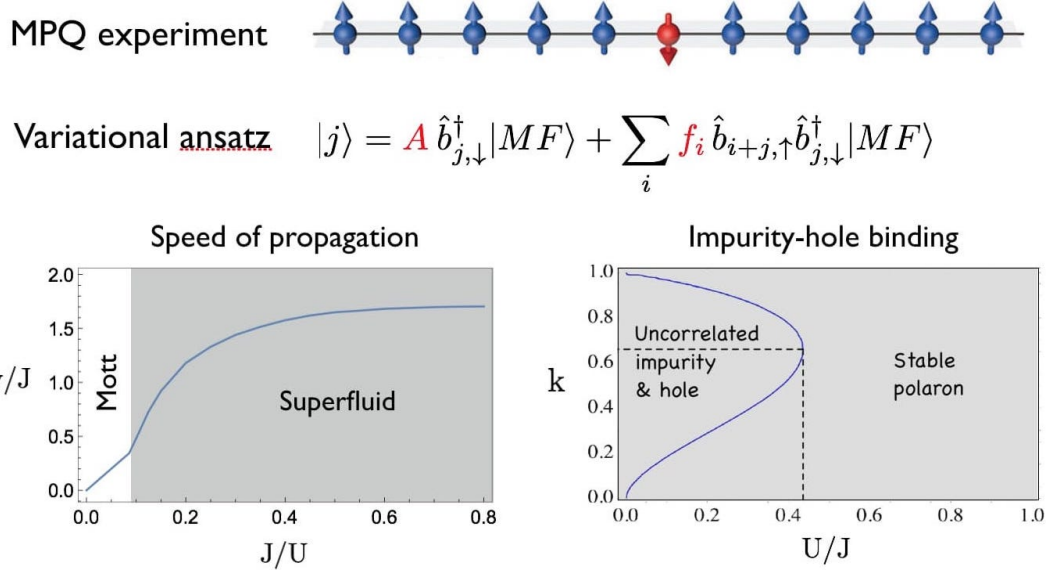 MPQ experiment
Variational ansatz |j⟩ = A b̂†_{j,↓}|MF⟩ + ∑_i f_i b̂_{i+j,↑} b̂†_{j,↓}|MF⟩
Speed of propagation
2.0
1.5
1.0
0.5
0.0
/J
Mott
Superfluid
0.0 0.2 0.4 0.6 0.8
J/U
Impurity-hole binding
1.0
0.8
0.6
0.4
0.2
0.0
k
Uncorrelated
impurity
& hole
Stable
polaron
0.0 0.2 0.4 0.6 0.8 1.0
U/J